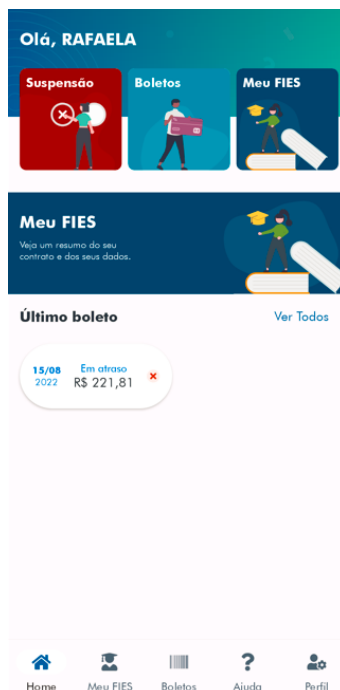 Olá, RAFAELA
Suspensão
Boletos
Meu FIES
Meu FIES
Veja um resumo do seu
contrato e dos seus dados.
Último boleto
Ver Todos
15/08
2022
Em atraso
R$ 221,81
Home
Meu FIES
Boletos
Ajuda
Perfil